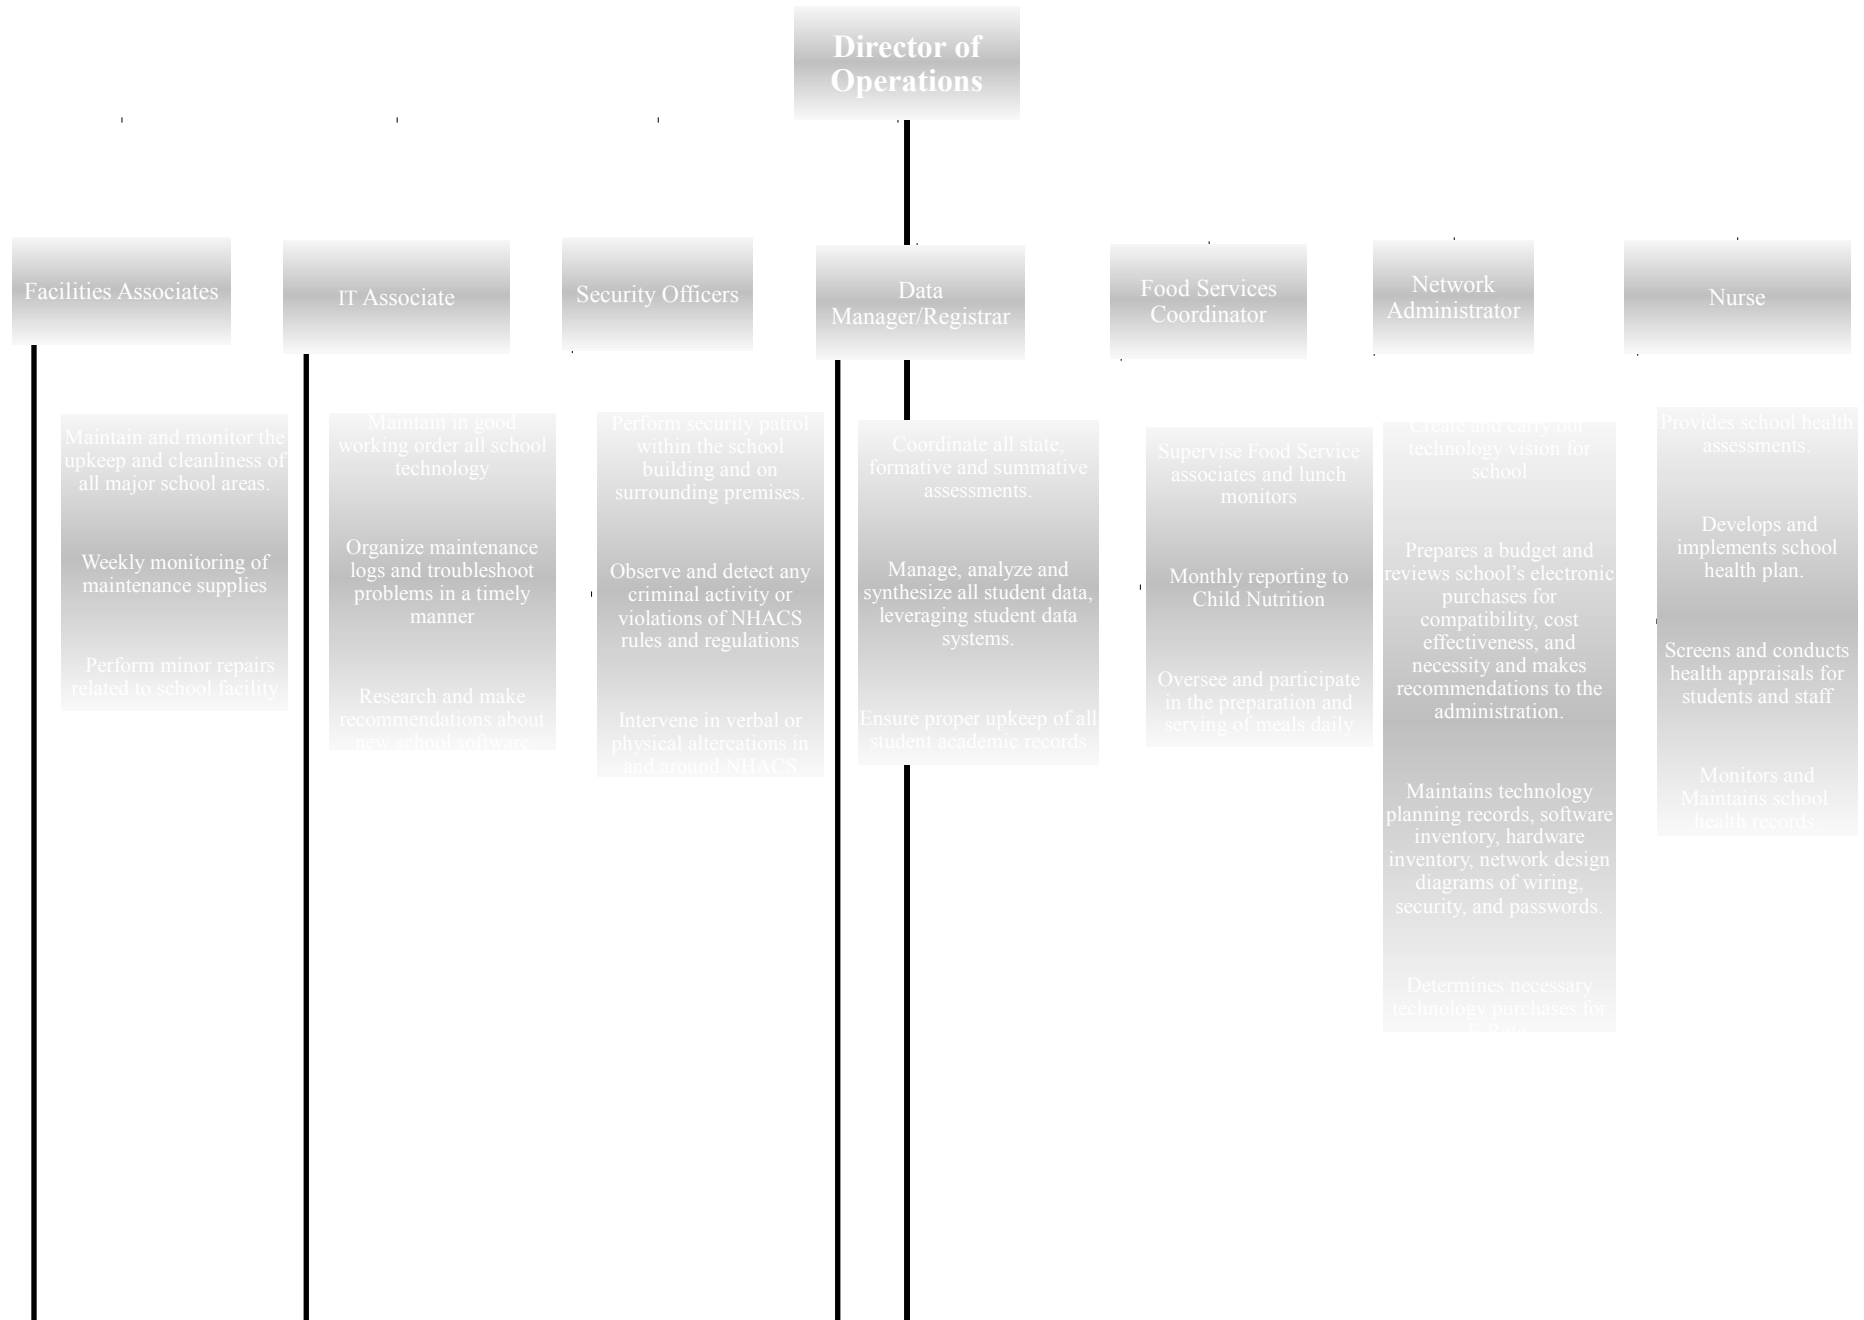 Director of
Operations
Facilities Associates
IT Associate
Security Officers
Data
Manager/Registrar
Food Services
Coordinator
Network
Administrator
Nurse
Maintain and monitor the
upkeep and cleanliness of
all major school areas.
Weekly monitoring of
maintenance supplies
Perform minor repairs
related to school facility
Maintain in good
working order all school
technology
Organize maintenance
logs and troubleshoot
problems in a timely
manner
Research and make
recommendations about
new school software
Perform security patrol
within the school
building and on
surrounding premises.
Observe and detect any
criminal activity or
violations of NHACS
rules and regulations
Intervene in verbal or
physical altercations in
and around NHACS
Coordinate all state,
formative and summative
assessments.
Manage, analyze and
synthesize all student data,
leveraging student data
systems.
Ensure proper upkeep of all
student academic records
Supervise Food Service
associates and lunch
monitors
Monthly reporting to
Child Nutrition
Oversee and participate
in the preparation and
serving of meals daily
Create and carry out
technology vision for
school
Prepares a budget and
reviews school’s electronic
purchases for
compatibility, cost
effectiveness, and
necessity and makes
recommendations to the
administration.
Maintains technology
planning records, software
inventory, hardware
inventory, network design
diagrams of wiring,
security, and passwords.
Determines necessary
technology purchases for
E-Rate
Provides school health
assessments.
Develops and
implements school
health plan.
Screens and conducts
health appraisals for
students and staff
Monitors and
Maintains school
health records.